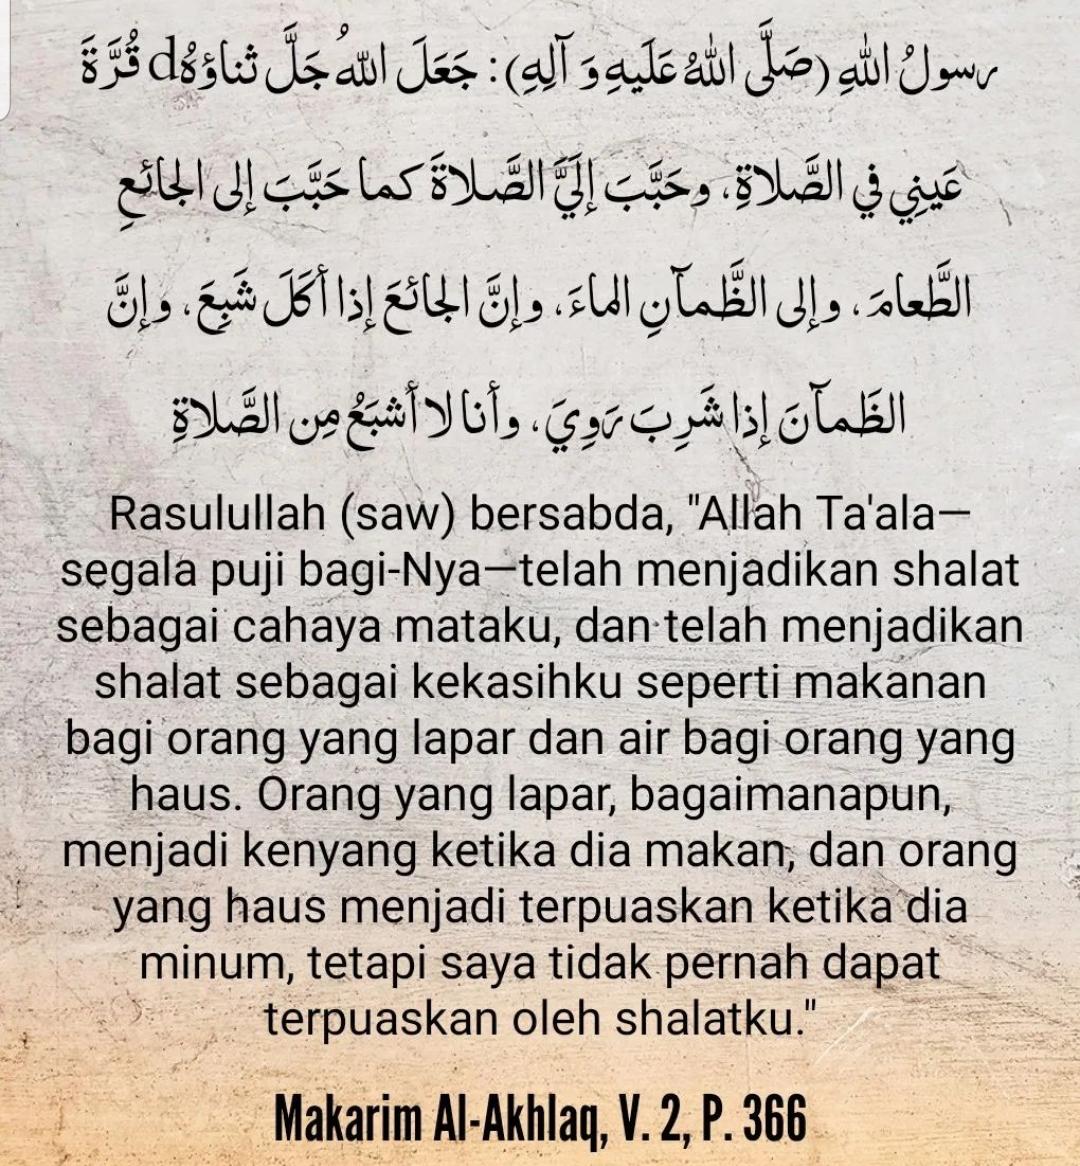 رسولُ اللهِ (صَلَّى اللهُ عَلَيهِ وَ آلِهِ): جَعَلَ اللهُ جَلَّ ثَناؤهُd قُرَّةَ
عَينِي في الصَّلاةِ، وحَبَّبَ إلَيَّ الصَّلاةَ كما حَبَّبَ إلى الجائعِ
الطَّعامَ، وإلى الظَّمآنِ الماءَ، وإنَّ الجائعَ إذا أكَلَ شَبِعَ، وإنَّ
الظَمآنَ إذا شَرِبَ رَوِيَ، وأنا لا أشبَعُ مِن الصَّلاةِ
Rasulullah (saw) bersabda, "Allah Ta'ala—
segala puji bagi-Nya—telah menjadikan shalat
sebagai cahaya mataku, dan telah menjadikan
shalat sebagai kekasihku seperti makanan
bagi orang yang lapar dan air bagi orang yang
haus. Orang yang lapar, bagaimanapun,
menjadi kenyang ketika dia makan, dan orang
yang haus menjadi terpuaskan ketika dia
minum, tetapi saya tidak pernah dapat
terpuaskan oleh shalatku."
Makarim Al-Akhlaq, V. 2, P. 366